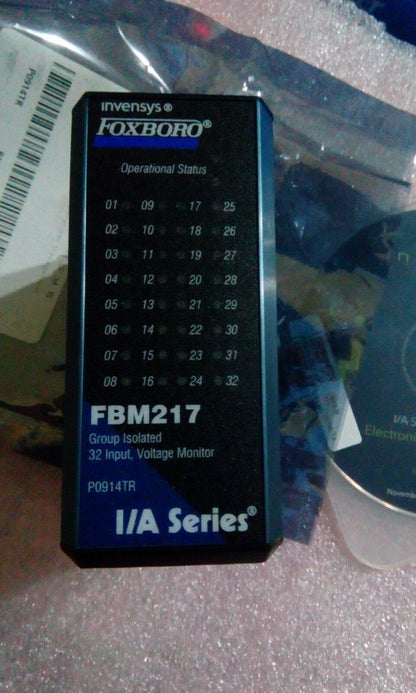 P0914TR
invensys®
FOXBORO®
Operational Status
01 09 17 25
02 10 18 26
03 11 19 27
04 12 20 28
05 13 21 29
06 14 22 30
07 15 23 31
08 16 24 32
FBM217
Group Isolated
32 Input, Voltage Monitor
P0914TR
I/A Series®
I/A S
Electroni
Novem